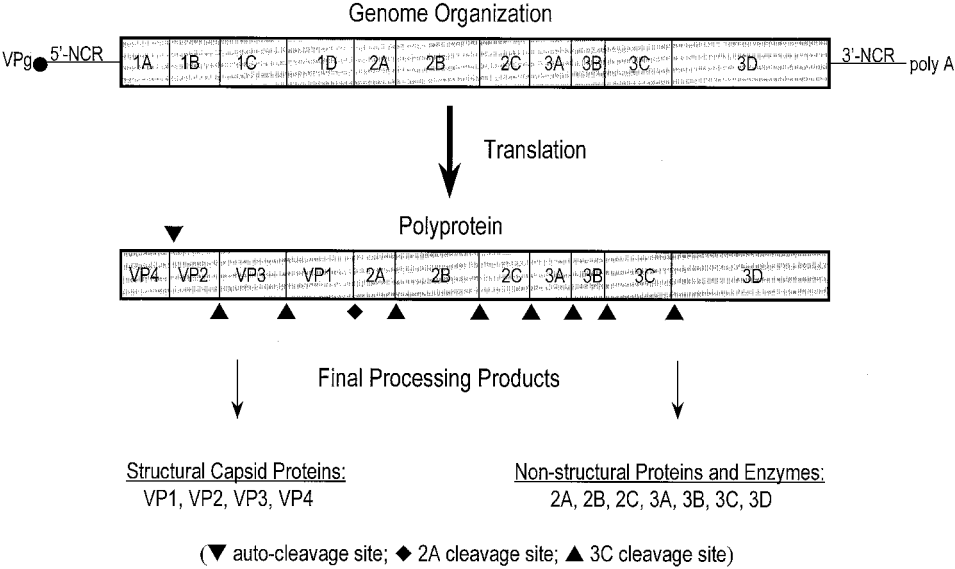 Genome Organization
VPg 5'-NCR 1A 1B 1C 1D 2A 2B 2C 3A 3B 3C 3D 3'-NCR poly A
Translation
Polyprotein
VP4 VP2 VP3 VP1 2A 2B 2C 3A 3B 3C 3D
Final Processing Products
Structural Capsid Proteins:
VP1, VP2, VP3, VP4
Non-structural Proteins and Enzymes:
2A, 2B, 2C, 3A, 3B, 3C, 3D
(▼ auto-cleavage site; ◆ 2A cleavage site; ▲ 3C cleavage site)